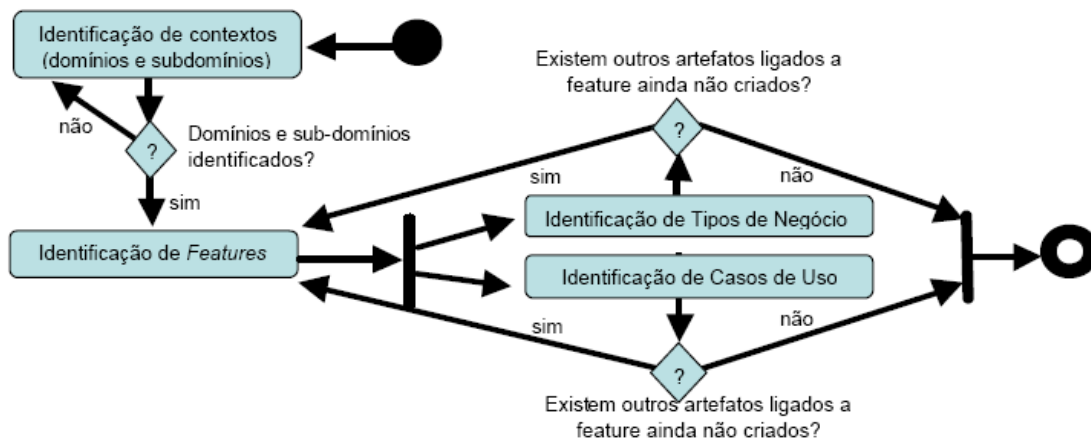 Identificação de contextos
(domínios e subdomínios)
não
?
Domínios e sub-domínios
identificados?
sim
Identificação de Features
Existem outros artefatos ligados a
feature ainda não criados?
?
sim
não
Identificação de Tipos de Negócio
Identificação de Casos de Uso
sim
não
?
Existem outros artefatos ligados a
feature ainda não criados?